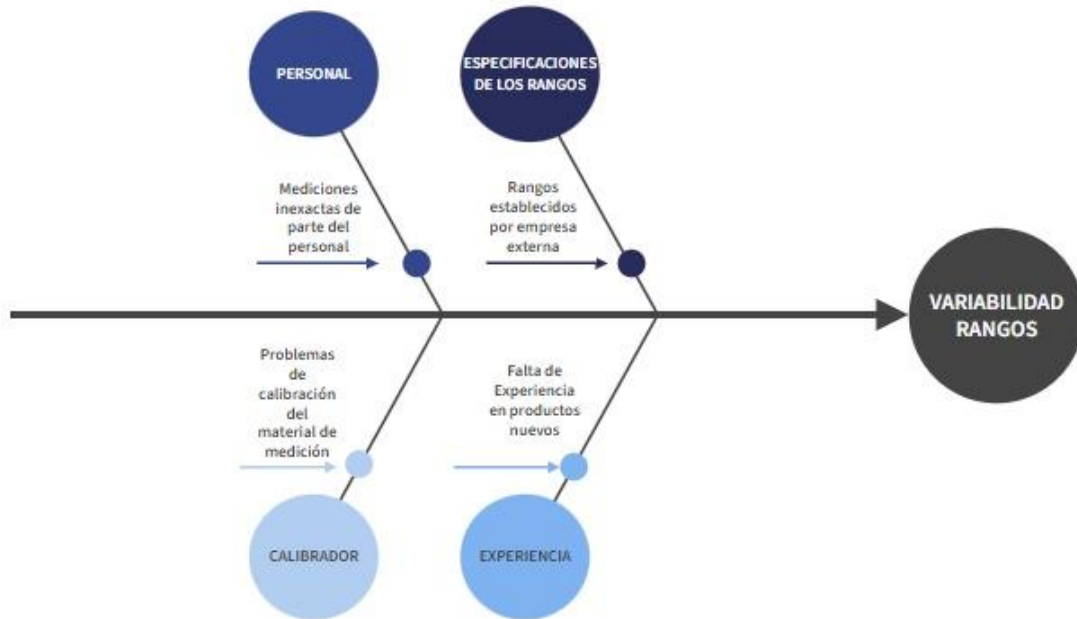 PERSONAL
ESPECIFICACIONES
DE LOS RANGOS
Mediciones
inexactas de
parte del
personal
Rangos
establecidos
por empresa
externa
VARIABILIDAD
RANGOS
Problemas
de
calibración
del
material de
medición
Falta de
Experiencia
en productos
nuevos
CALIBRADOR
EXPERIENCIA